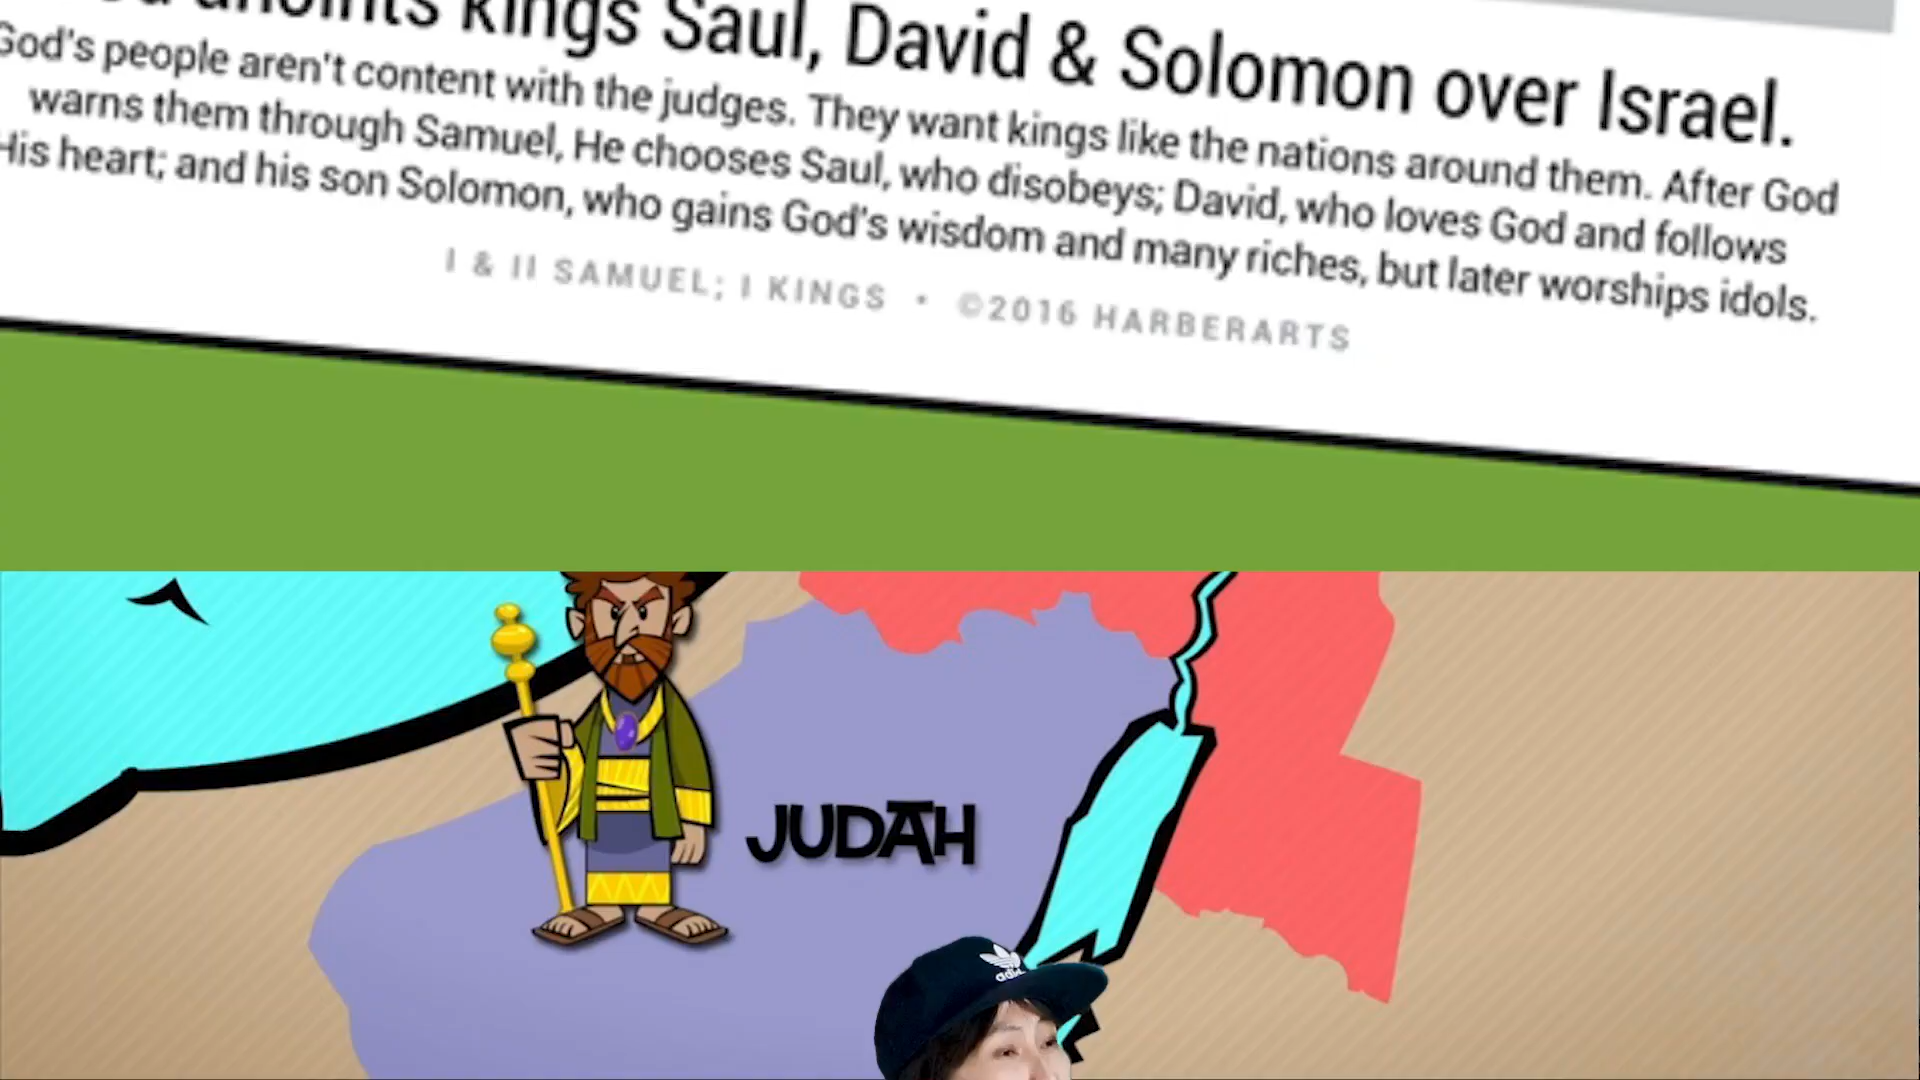 anoints kings Saul, David & Solomon over Israel.
God's people aren't content with the judges. They want kings like the nations around them. After God
warns them through Samuel, He chooses Saul, who disobeys; David, who loves God and follows
His heart; and his son Solomon, who gains God's wisdom and many riches, but later worships idols.
I & II SAMUEL; I KINGS • ©2016 HARBERARTS
JUDAH